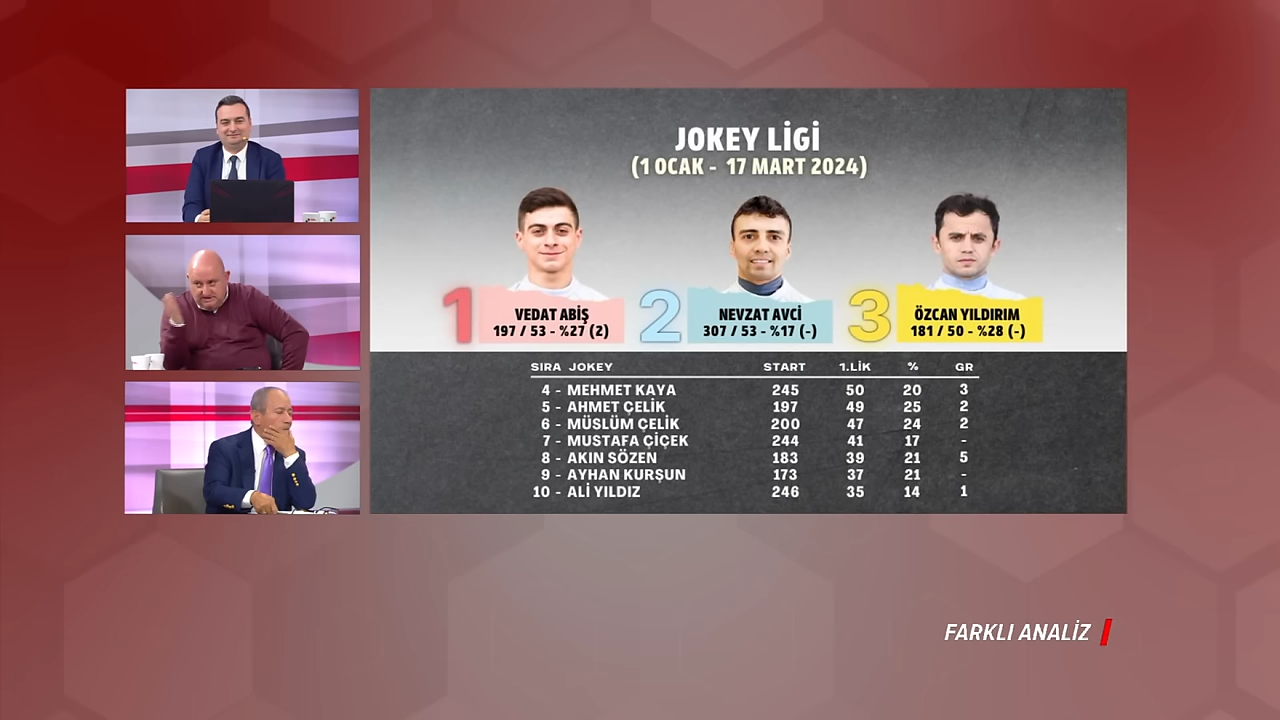 JOKEY LİGİ
(1 OCAK - 17 MART 2024)
1 VEDAT ABİŞ
197 / 53 - %27 (2)
2 NEVZAT AVCİ
307 / 53 - %17 (-)
3 ÖZCAN YILDIRIM
181 / 50 - %28 (-)
SIRA JOKEY START 1.LİK % GR
4 - MEHMET KAYA 245 50 20 3
5 - AHMET ÇELİK 197 49 25 2
6 - MÜSLÜM ÇELİK 200 47 24 2
7 - MUSTAFA ÇİÇEK 244 41 17 -
8 - AKIN SÖZEN 183 39 21 5
9 - AYHAN KURŞUN 173 37 21 -
10 - ALİ YILDIZ 246 35 14 1
FARKLI ANALİZ